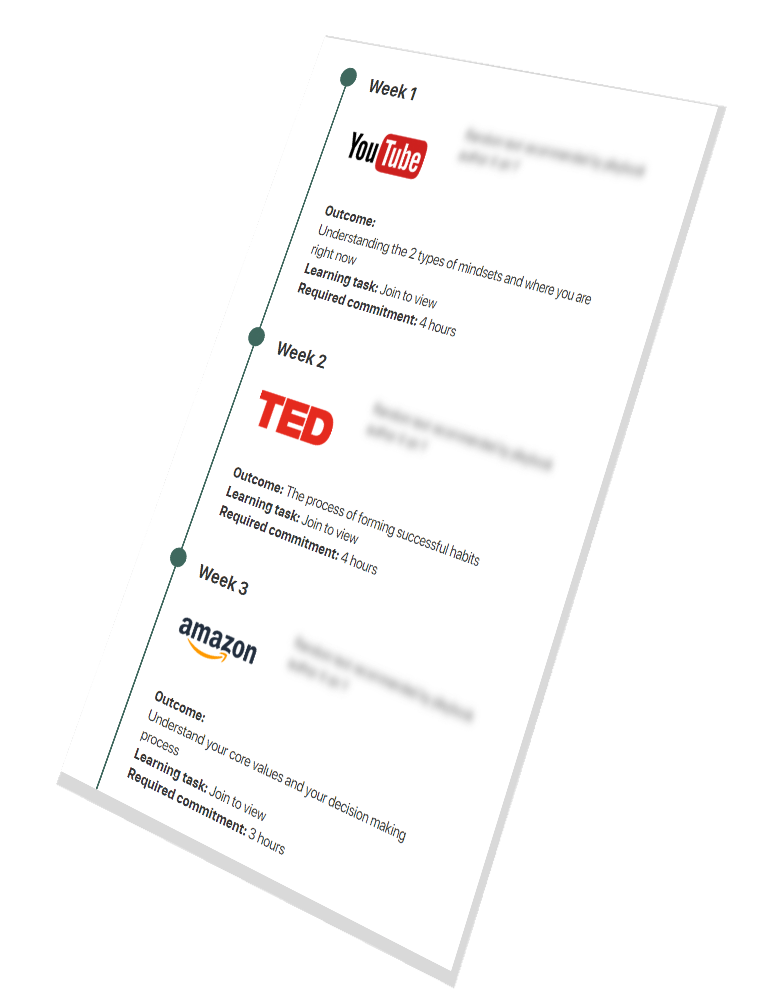 Week 1
YouTube
Outcome:
Understanding the 2 types of mindsets and where you are
right now
Learning task: Join to view
Required commitment: 4 hours
Week 2
TED
Outcome: The process of forming successful habits
Learning task: Join to view
Required commitment: 4 hours
Week 3
amazon
Outcome:
Understand your core values and your decision making
process
Learning task: Join to view
Required commitment: 3 hours